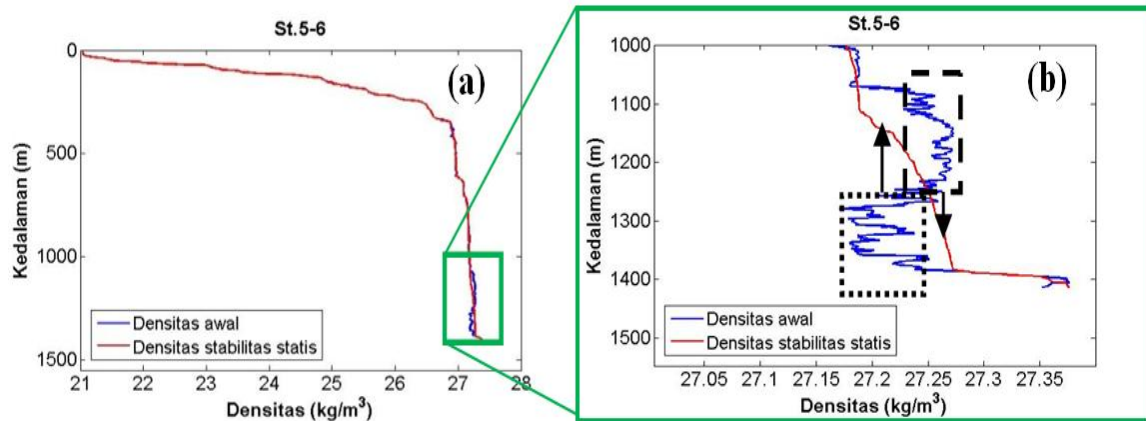 St.5-6
0
500
1000
1500
Kedalaman (m)
(a)
Densitas awal
Densitas stabilitas statis
21 22 23 24 25 26 27 28
Densitas (kg/m³)
St.5-6
1000
1100
1200
1300
1400
1500
Kedalaman (m)
(b)
Densitas awal
Densitas stabilitas statis
27.05 27.1 27.15 27.2 27.25 27.3 27.35
Densitas (kg/m³)